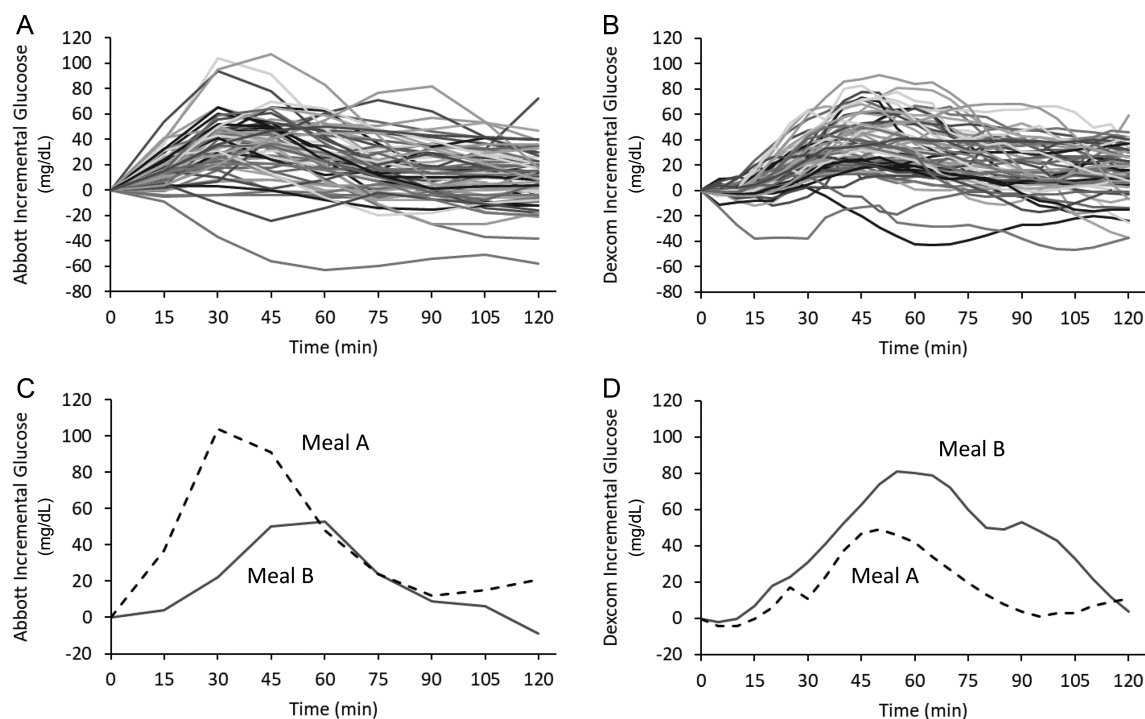 A
Abbott Incremental Glucoose
(mg/dL)
120
100
80
60
40
20
0
-20
-40
-60
-80
0 15 30 45 60 75 90 105 120
Time (min)
B
Dexcom Incremental Glucose
(mg/dL)
120
100
80
60
40
20
0
-20
-40
-60
-80
0 15 30 45 60 75 90 105 120
Time (min)
C
Abbott Incremental Glucose
(mg/dL)
120
100
80
60
40
20
0
-20
Meal A
Meal B
0 15 30 45 60 75 90 105 120
Time (min)
D
Dexcom Incremental Glucose
(mg/dL)
120
100
80
60
40
20
0
-20
Meal B
Meal A
0 15 30 45 60 75 90 105 120
Time (min)